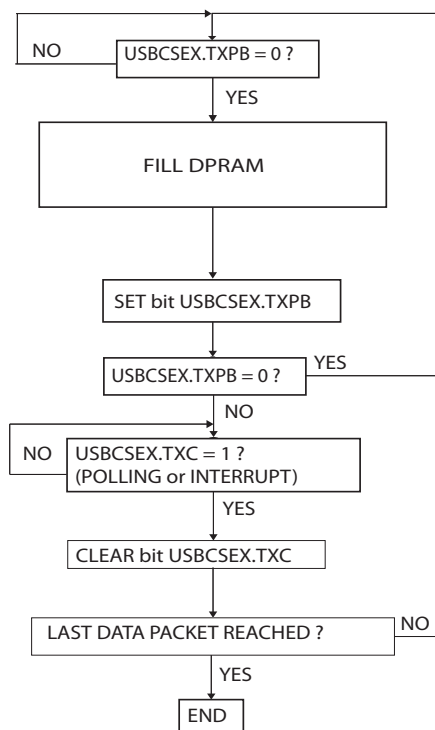 NO
USBCSEX.TXPB = 0 ?
YES
FILL DPRAM
SET bit USBCSEX.TXPB
USBCSEX.TXPB = 0 ?
YES
NO
NO
USBCSEX.TXC = 1 ?
(POLLING or INTERRUPT)
YES
CLEAR bit USBCSEX.TXC
LAST DATA PACKET REACHED ?
NO
YES
END